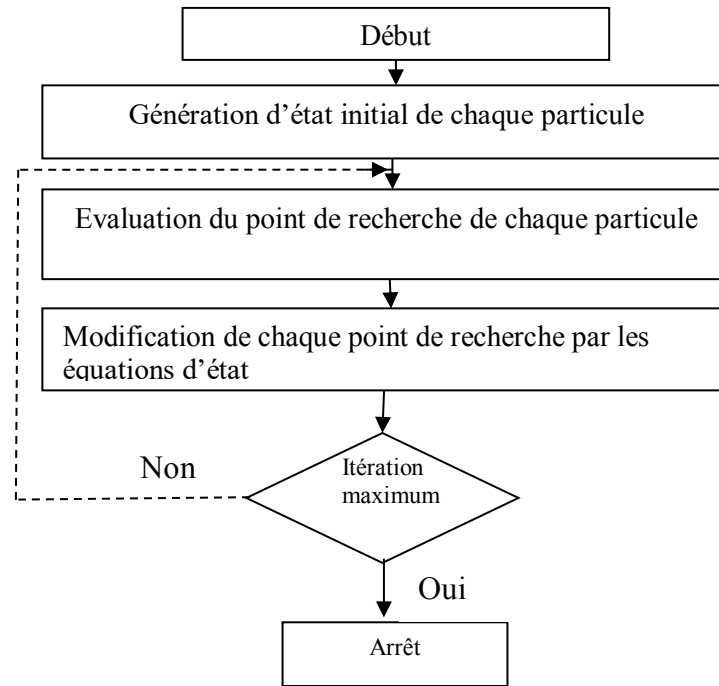 Début
Génération d’état initial de chaque particule
Evaluation du point de recherche de chaque particule
Modification de chaque point de recherche par les
équations d’état
Non
Itération
maximum
Oui
Arrêt